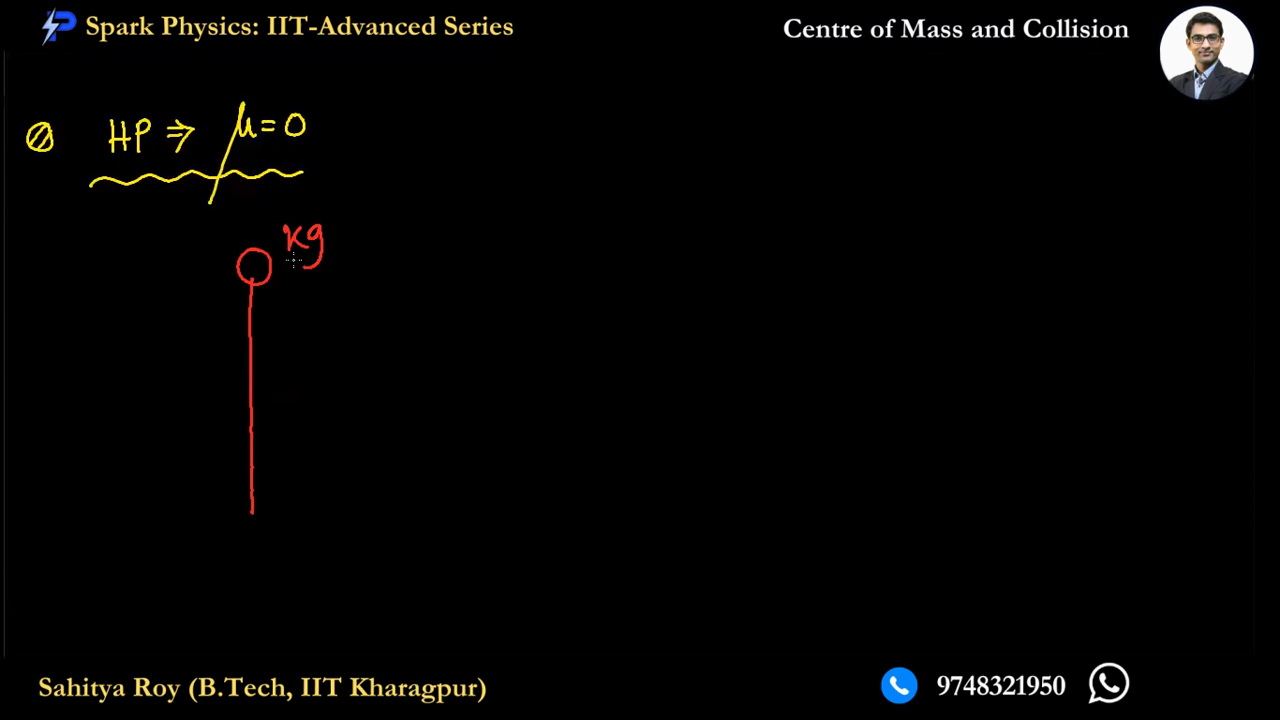 Spark Physics: IIT-Advanced Series
Centre of Mass and Collision
HP ⇒ μ = 0
kg
Sahitya Roy (B.Tech, IIT Kharagpur)
9748321950